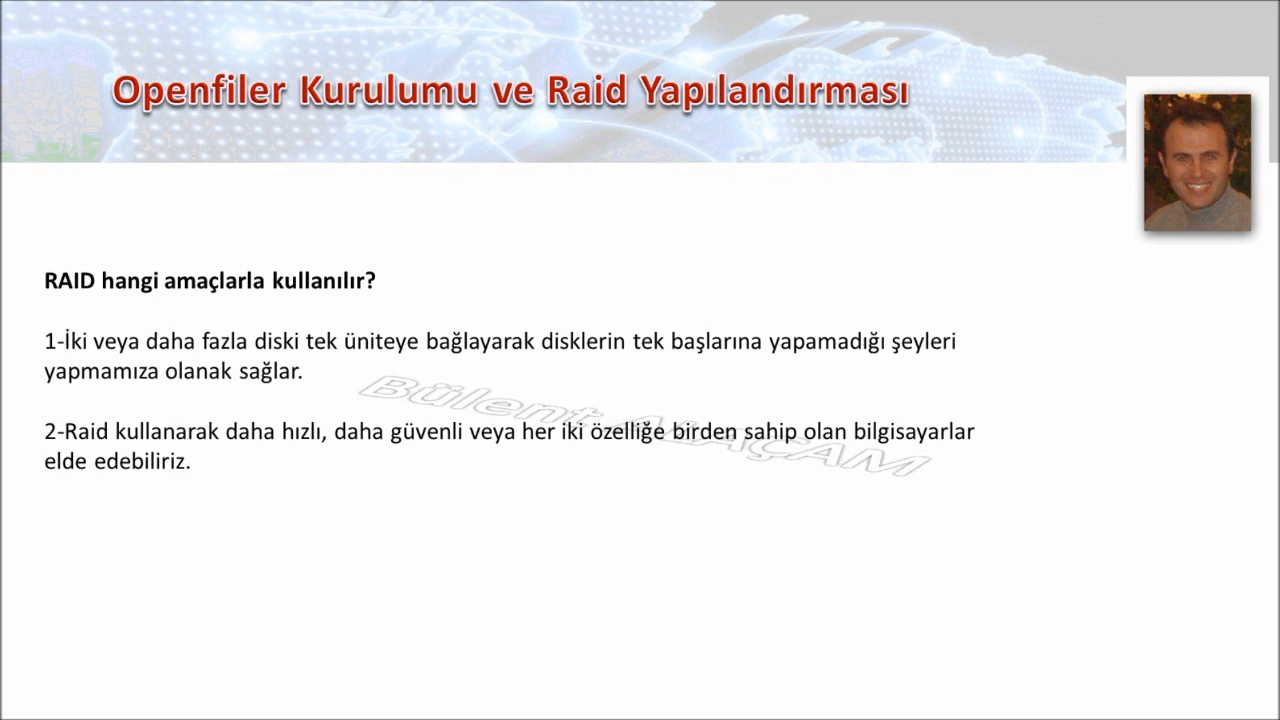 Openfiler Kurulumu ve Raid Yapılandırması
RAID hangi amaçlarla kullanılır?
1-İki veya daha fazla diski tek üniteye bağlayarak disklerin tek başlarına yapamadığı şeyleri
yapmamıza olanak sağlar.
Bülent ALAÇAM
2-Raid kullanarak daha hızlı, daha güvenli veya her iki özelliğe birden sahip olan bilgisayarlar
elde edebiliriz.